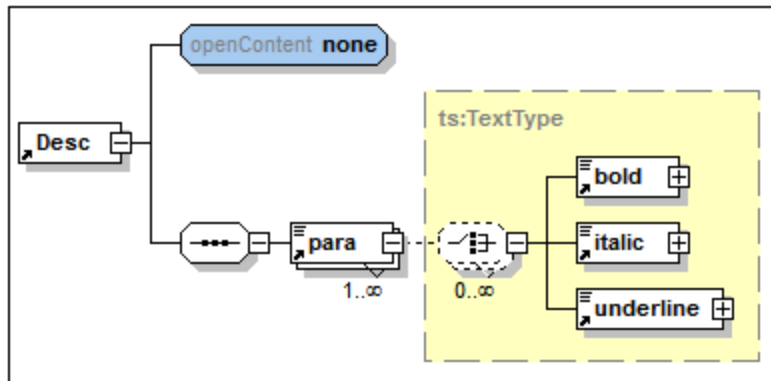 openContent none
ts:TextType
Desc
bold
para
italic
1..∞
0..∞
underline